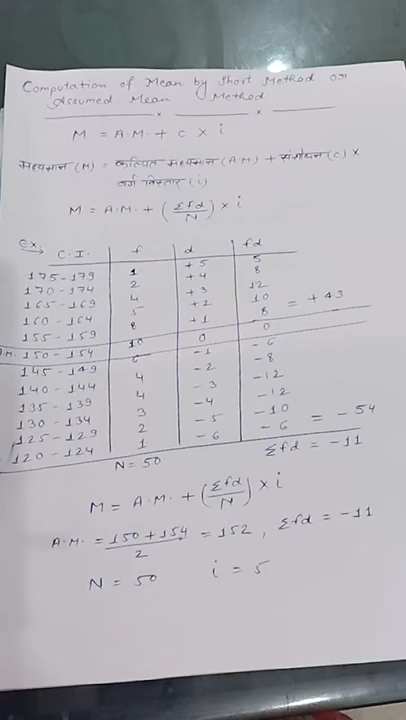 Computation of Mean by Short Method or
Assumed Mean Method
M = A.M. + C × i
मध्यमान (M) = कल्पित मध्यमान (A.M.) + संशोधन (C) ×
वर्ग विस्तार (i)
M = A.M. + (Σfd/N) × i
Ex. C.I. f d fd
175-179 1 +5 5
170-174 2 +4 8
165-169 4 +3 12
160-164 5 +2 10 = +43
155-159 8 +1 8
A.M. 150-154 10 0 0
145-149 6 -1 -6
140-144 4 -2 -8
135-139 4 -3 -12
130-134 3 -4 -12
125-129 2 -5 -10
120-124 1 -6 -6 = -54
N = 50 Σfd = -11
M = A.M. + (Σfd/N) × i
A.M. = 150+154/2 = 152, Σfd = -11
N = 50 i = 5